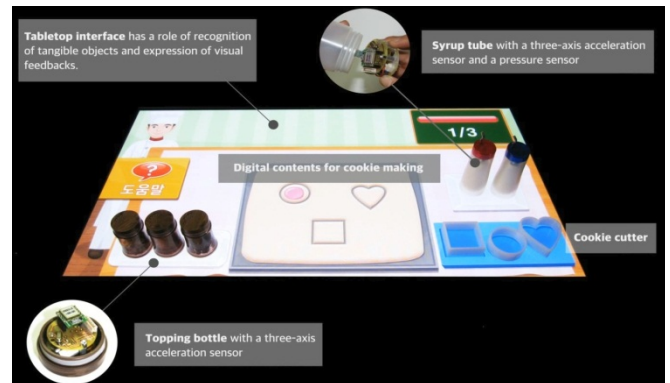 Tabletop interface has a role of recognition
of tangible objects and expression of visual
feedbacks.
Syrup tube with a three-axis acceleration
sensor and a pressure sensor
1/3
Digital contents for cookie making
?
도움말
Cookie cutter
Topping bottle with a three-axis
acceleration sensor